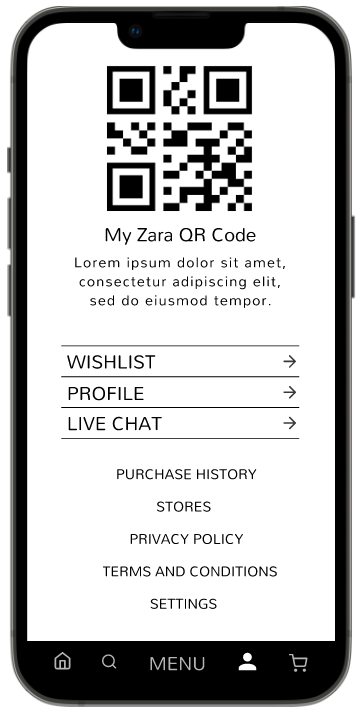 My Zara QR Code
Lorem ipsum dolor sit amet,
consectetur adipiscing elit,
sed do eiusmod tempor.
WISHLIST
PROFILE
LIVE CHAT
PURCHASE HISTORY
STORES
PRIVACY POLICY
TERMS AND CONDITIONS
SETTINGS
MENU